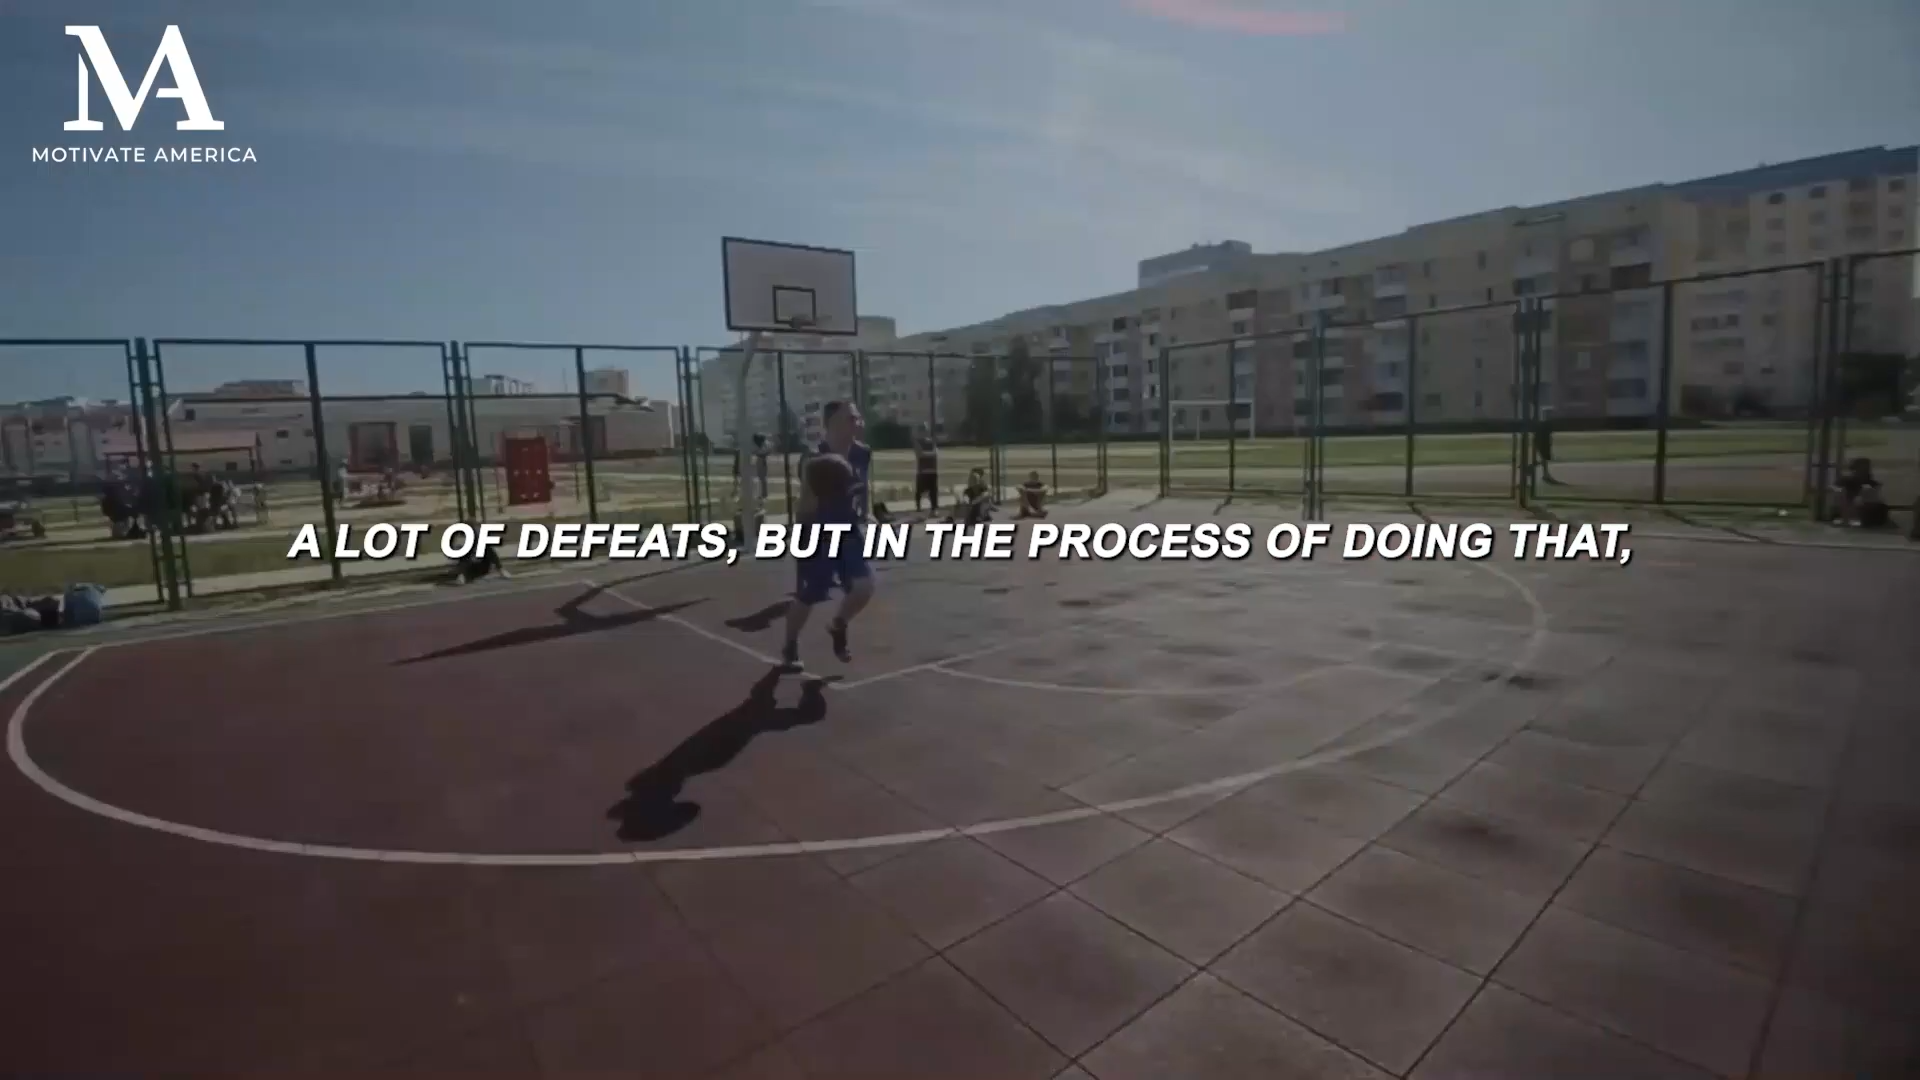 MA
MOTIVATE AMERICA
A LOT OF DEFEATS, BUT IN THE PROCESS OF DOING THAT,